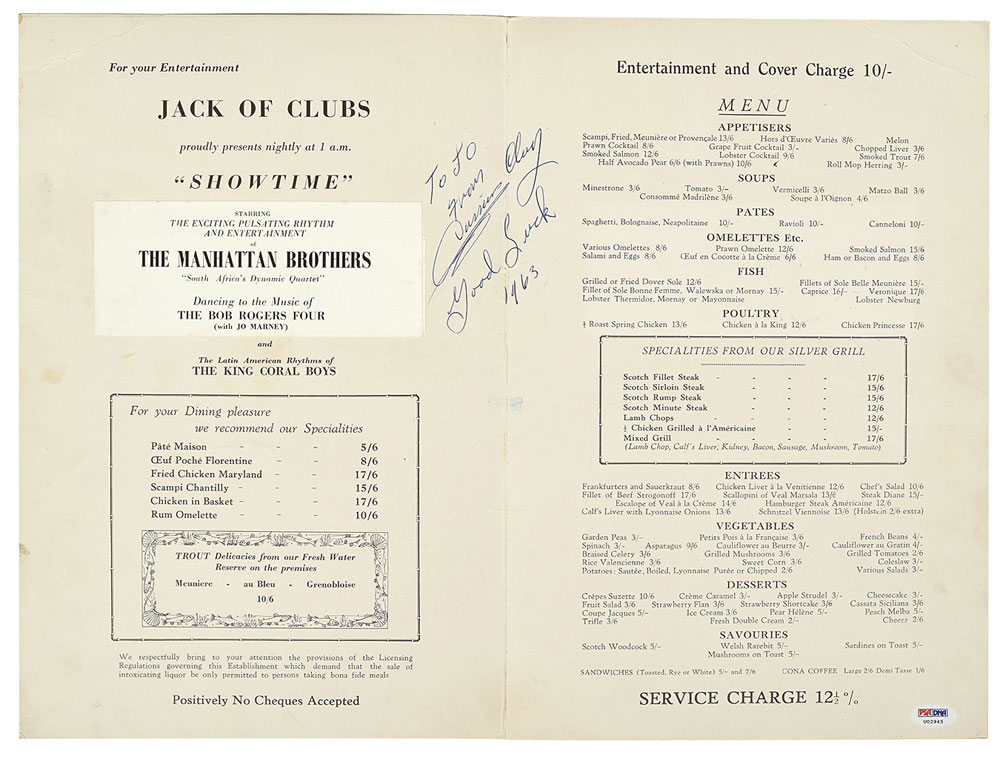 For your Entertainment
JACK OF CLUBS
proudly presents nightly at 1 a.m.
“SHOWTIME”
STARRING
THE EXCITING PULSATING RHYTHM
AND ENTERTAINMENT
of
THE MANHATTAN BROTHERS
"South Africa's Dynamic Quartet"
Dancing to the Music of
THE BOB ROGERS FOUR
(with JO MARNEY)
and
The Latin American Rhythms of
THE KING CORAL BOYS
For your Dining pleasure
we recommend our Specialities
Pâté Maison - - - 5/6
Œuf Poché Florentine - - 8/6
Fried Chicken Maryland - - 17/6
Scampi Chantilly - - - 15/6
Chicken in Basket - - - 17/6
Rum Omelette - - - 10/6
TROUT Delicacies from our Fresh Water
Reserve on the premises
Meuniere - au Bleu - Grenobloise
10/6
We respectfully bring to your attention the provisions of the Licensing
Regulations governing this Establishment which demand that the sale of
intoxicating liquor be only permitted to persons taking bona fide meals
Positively No Cheques Accepted
To
from
Cassius Clay
Good Luck
1963
Entertainment and Cover Charge 10/-
MENU
APPETISERS
Scampi, Fried, Meunière or Provençale 13/6 Hors d'Œuvre Variés 8/6 Melon
Prawn Cocktail 8/6 Grape Fruit Cocktail 3/- Chopped Liver 3/6
Smoked Salmon 12/6 Lobster Cocktail 9/6 Smoked Trout 7/6
Half Avocado Pear 6/6 (with Prawns) 10/6 Roll Mop Herring 3/-
SOUPS
Minestrone 3/6 Tomato 3/- Vermicelli 3/6 Matzo Ball 3/6
Consommé Madrilène 3/6 Soupe à l'Oignon 4/6
PATES
Spaghetti, Bolognaise, Neapolitaine 10/- Ravioli 10/- Canneloni 10/-
OMELETTES Etc.
Various Omelettes 8/6 Prawn Omelette 12/6 Smoked Salmon 15/6
Salami and Eggs 8/6 Œuf en Cocotte à la Crème 6/6 Ham or Bacon and Eggs 8/6
FISH
Grilled or Fried Dover Sole 12/6 Fillets of Sole Belle Meunière 15/-
Fillet of Sole Bonne Femme, Walewska or Mornay 15/- Caprice 16/- Veronique 17/6
Lobster Thermidor, Mornay or Mayonnaise Lobster Newburg
POULTRY
½ Roast Spring Chicken 13/6 Chicken à la King 12/6 Chicken Princesse 17/6
SPECIALITIES FROM OUR SILVER GRILL
Scotch Fillet Steak - - - - 17/6
Scotch Sirloin Steak - - - 15/6
Scotch Rump Steak - - - 15/6
Scotch Minute Steak - - - 12/6
Lamb Chops - - - - 12/6
½ Chicken Grilled à l'Américaine - - 15/-
Mixed Grill - - - - 17/6
(Lamb Chop, Calf's Liver, Kidney, Bacon, Sausage, Mushroom, Tomato)
ENTREES
Frankfurters and Sauerkraut 8/6 Chicken Liver à la Venitienne 12/6 Chef's Salad 10/6
Fillet of Beef Strogonoff 17/6 Scallopini of Veal Marsala 13/6 Steak Diane 15/-
Escalope of Veal à la Crème 14/6 Hamburger Steak Américaine 12/6
Calf's Liver with Lyonnaise Onions 13/6 Schnitzel Viennoise 13/6 (Holstein 2/6 extra)
VEGETABLES
Garden Peas 3/- Petits Pois à la Française 3/6 French Beans 4/-
Spinach 3/- Asparagus 9/6 Cauliflower au Beurre 3/- Cauliflower au Gratin 4/-
Braised Celery 3/6 Grilled Mushrooms 3/6 Grilled Tomatoes 2/6
Rice Valencienne 3/6 Sweet Corn 3/6 Coleslaw 3/-
Potatoes: Sautée, Boiled, Lyonnaise Purée or Chipped 2/6 Various Salads 3/-
DESSERTS
Crêpes Suzette 10/6 Crème Caramel 3/- Apple Strudel 3/- Cheesecake 3/-
Fruit Salad 3/6 Strawberry Flan 3/6 Strawberry Shortcake 3/6 Cassata Siciliana 3/6
Coupe Jacques 5/- Ice Cream 3/6 Pear Hélène 5/- Peach Melba 5/-
Trifle 3/6 Fresh Double Cream 2/- Cheese 2/6
SAVOURIES
Scotch Woodcock 5/- Welsh Rarebit 5/- Sardines on Toast 5/-
Mushrooms on Toast 5/-
SANDWICHES (Toasted, Rye or White) 5/- and 7/6 CONA COFFEE Large 2/6 Demi Tasse 1/6
SERVICE CHARGE 12½%
PSA DNA
U02945